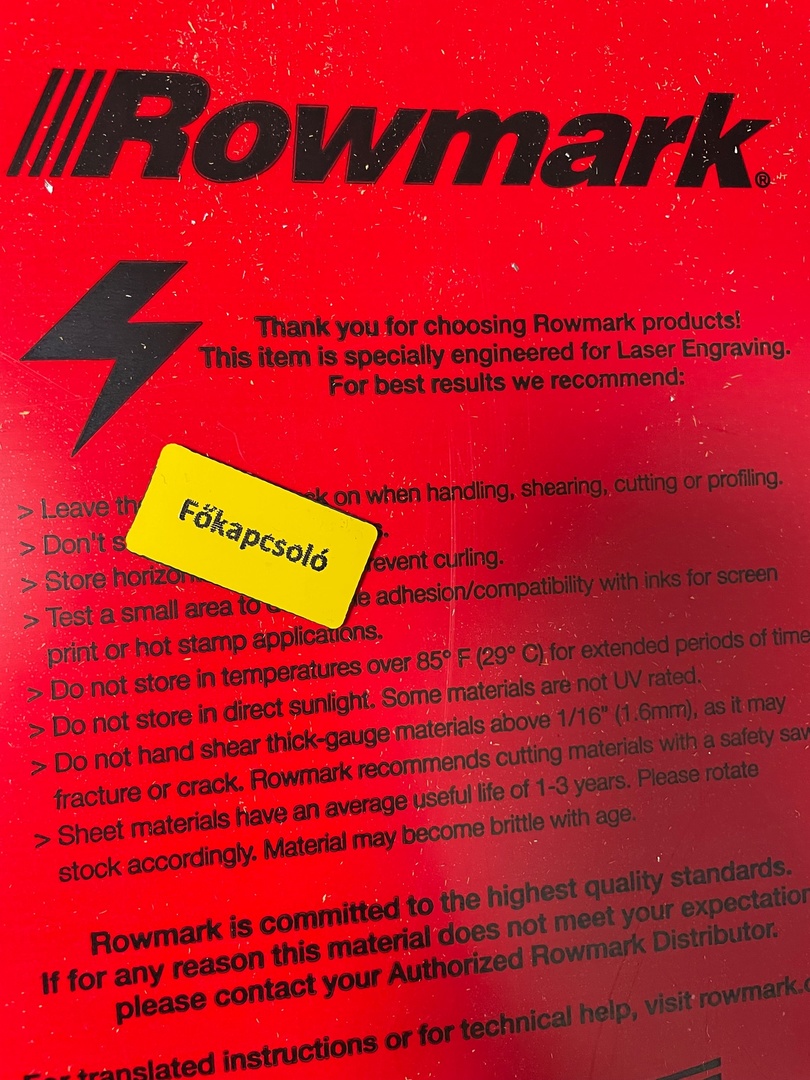 Rowmark®
Thank you for choosing Rowmark products!
This item is specially engineered for Laser Engraving.
For best results we recommend:
> Leave on when handling, shearing, cutting or profiling.
Főkapcsoló
> Don't
> Store curling.
> Test a small area to adhesion/compatibility with inks for screen
print or hot stamp applications.
> Do not store in temperatures over 85° F (29° C) for extended periods of time
> Do not store in direct sunlight. Some materials are not UV rated.
> Do not hand shear thick-gauge materials above 1/16" (1.6mm), as it may
fracture or crack. Rowmark recommends cutting materials with a safety saw
> Sheet materials have an average useful life of 1-3 years. Please rotate
stock accordingly. Material may become brittle with age.
Rowmark is committed to the highest quality standards.
If for any reason this material does not meet your expectation
please contact your Authorized Rowmark Distributor.
For translated instructions or for technical help, visit rowmark.c